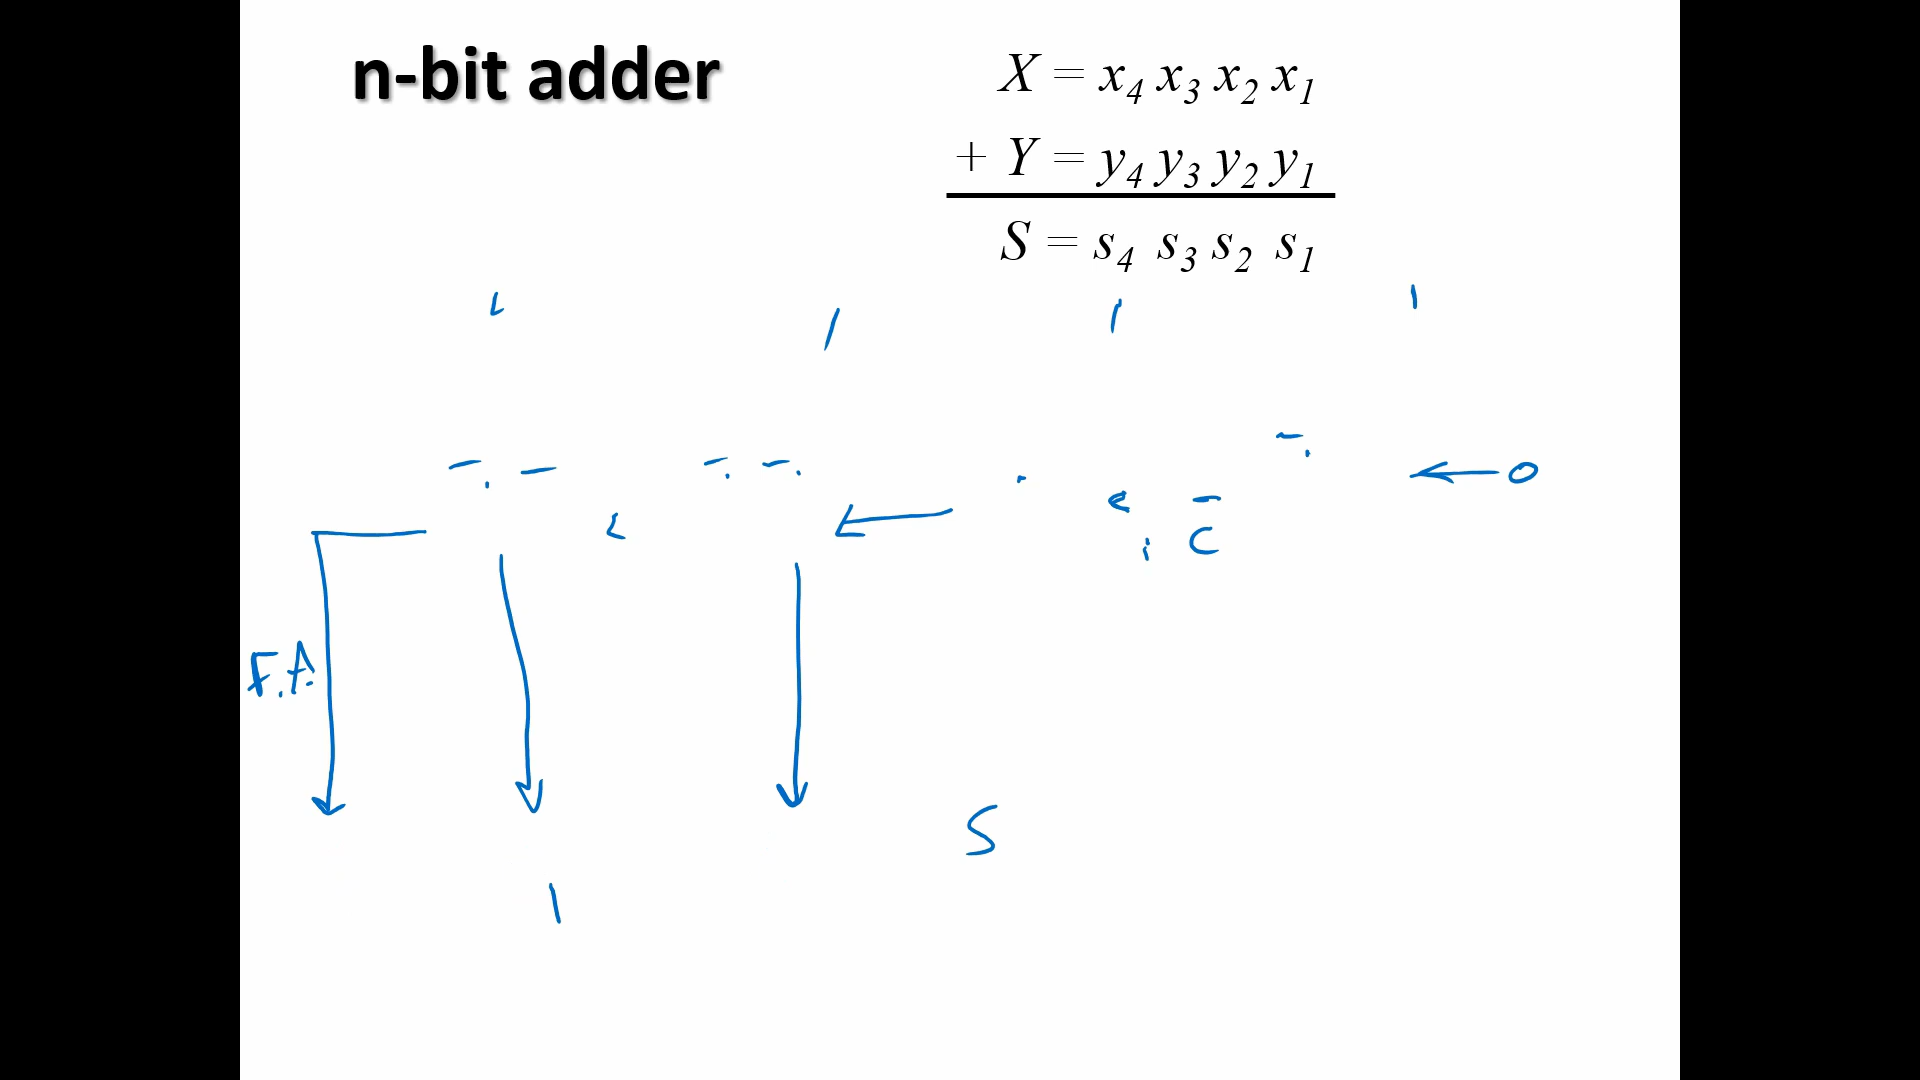 n-bit adder
X = x₄ x₃ x₂ x₁
+ Y = y₄ y₃ y₂ y₁
S = s₄ s₃ s₂ s₁
0
C
F.A.
S